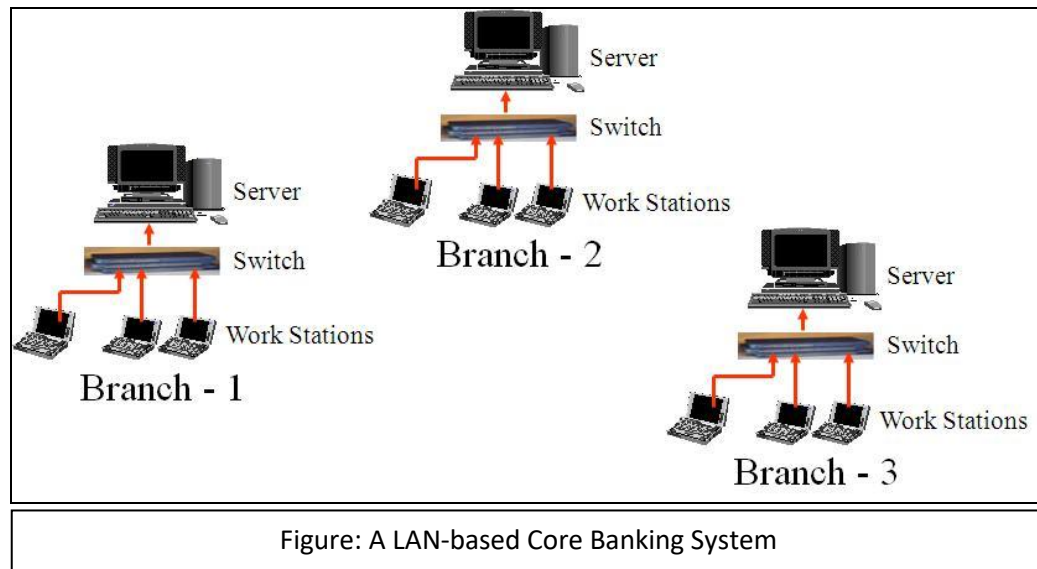 Server
Switch
Work Stations
Branch - 1
Server
Switch
Work Stations
Branch - 2
Server
Switch
Work Stations
Branch - 3
Figure: A LAN-based Core Banking System